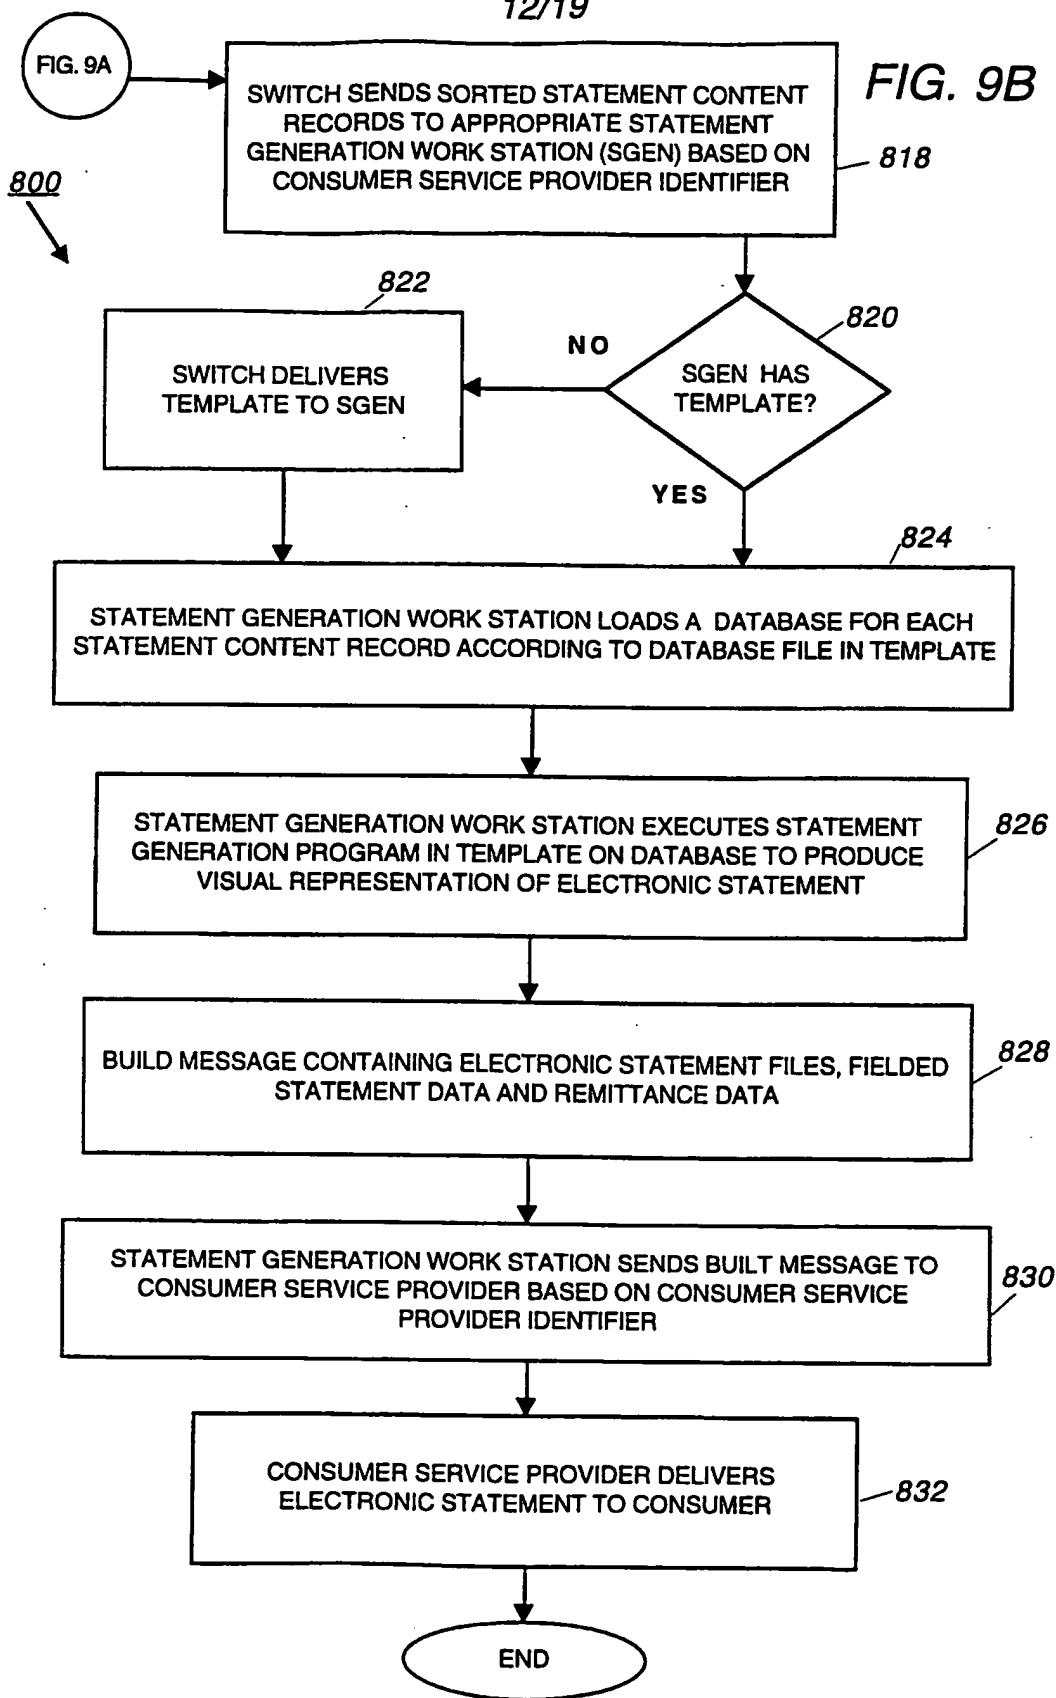 12/19
FIG. 9A
FIG. 9B
SWITCH SENDS SORTED STATEMENT CONTENT
RECORDS TO APPROPRIATE STATEMENT
GENERATION WORK STATION (SGEN) BASED ON
CONSUMER SERVICE PROVIDER IDENTIFIER
818
800
822
820
NO
SWITCH DELIVERS
TEMPLATE TO SGEN
SGEN HAS
TEMPLATE?
YES
824
STATEMENT GENERATION WORK STATION LOADS A DATABASE FOR EACH
STATEMENT CONTENT RECORD ACCORDING TO DATABASE FILE IN TEMPLATE
STATEMENT GENERATION WORK STATION EXECUTES STATEMENT
GENERATION PROGRAM IN TEMPLATE ON DATABASE TO PRODUCE
VISUAL REPRESENTATION OF ELECTRONIC STATEMENT
826
BUILD MESSAGE CONTAINING ELECTRONIC STATEMENT FILES, FIELDED
STATEMENT DATA AND REMITTANCE DATA
828
STATEMENT GENERATION WORK STATION SENDS BUILT MESSAGE TO
CONSUMER SERVICE PROVIDER BASED ON CONSUMER SERVICE
PROVIDER IDENTIFIER
830
CONSUMER SERVICE PROVIDER DELIVERS
ELECTRONIC STATEMENT TO CONSUMER
832
END